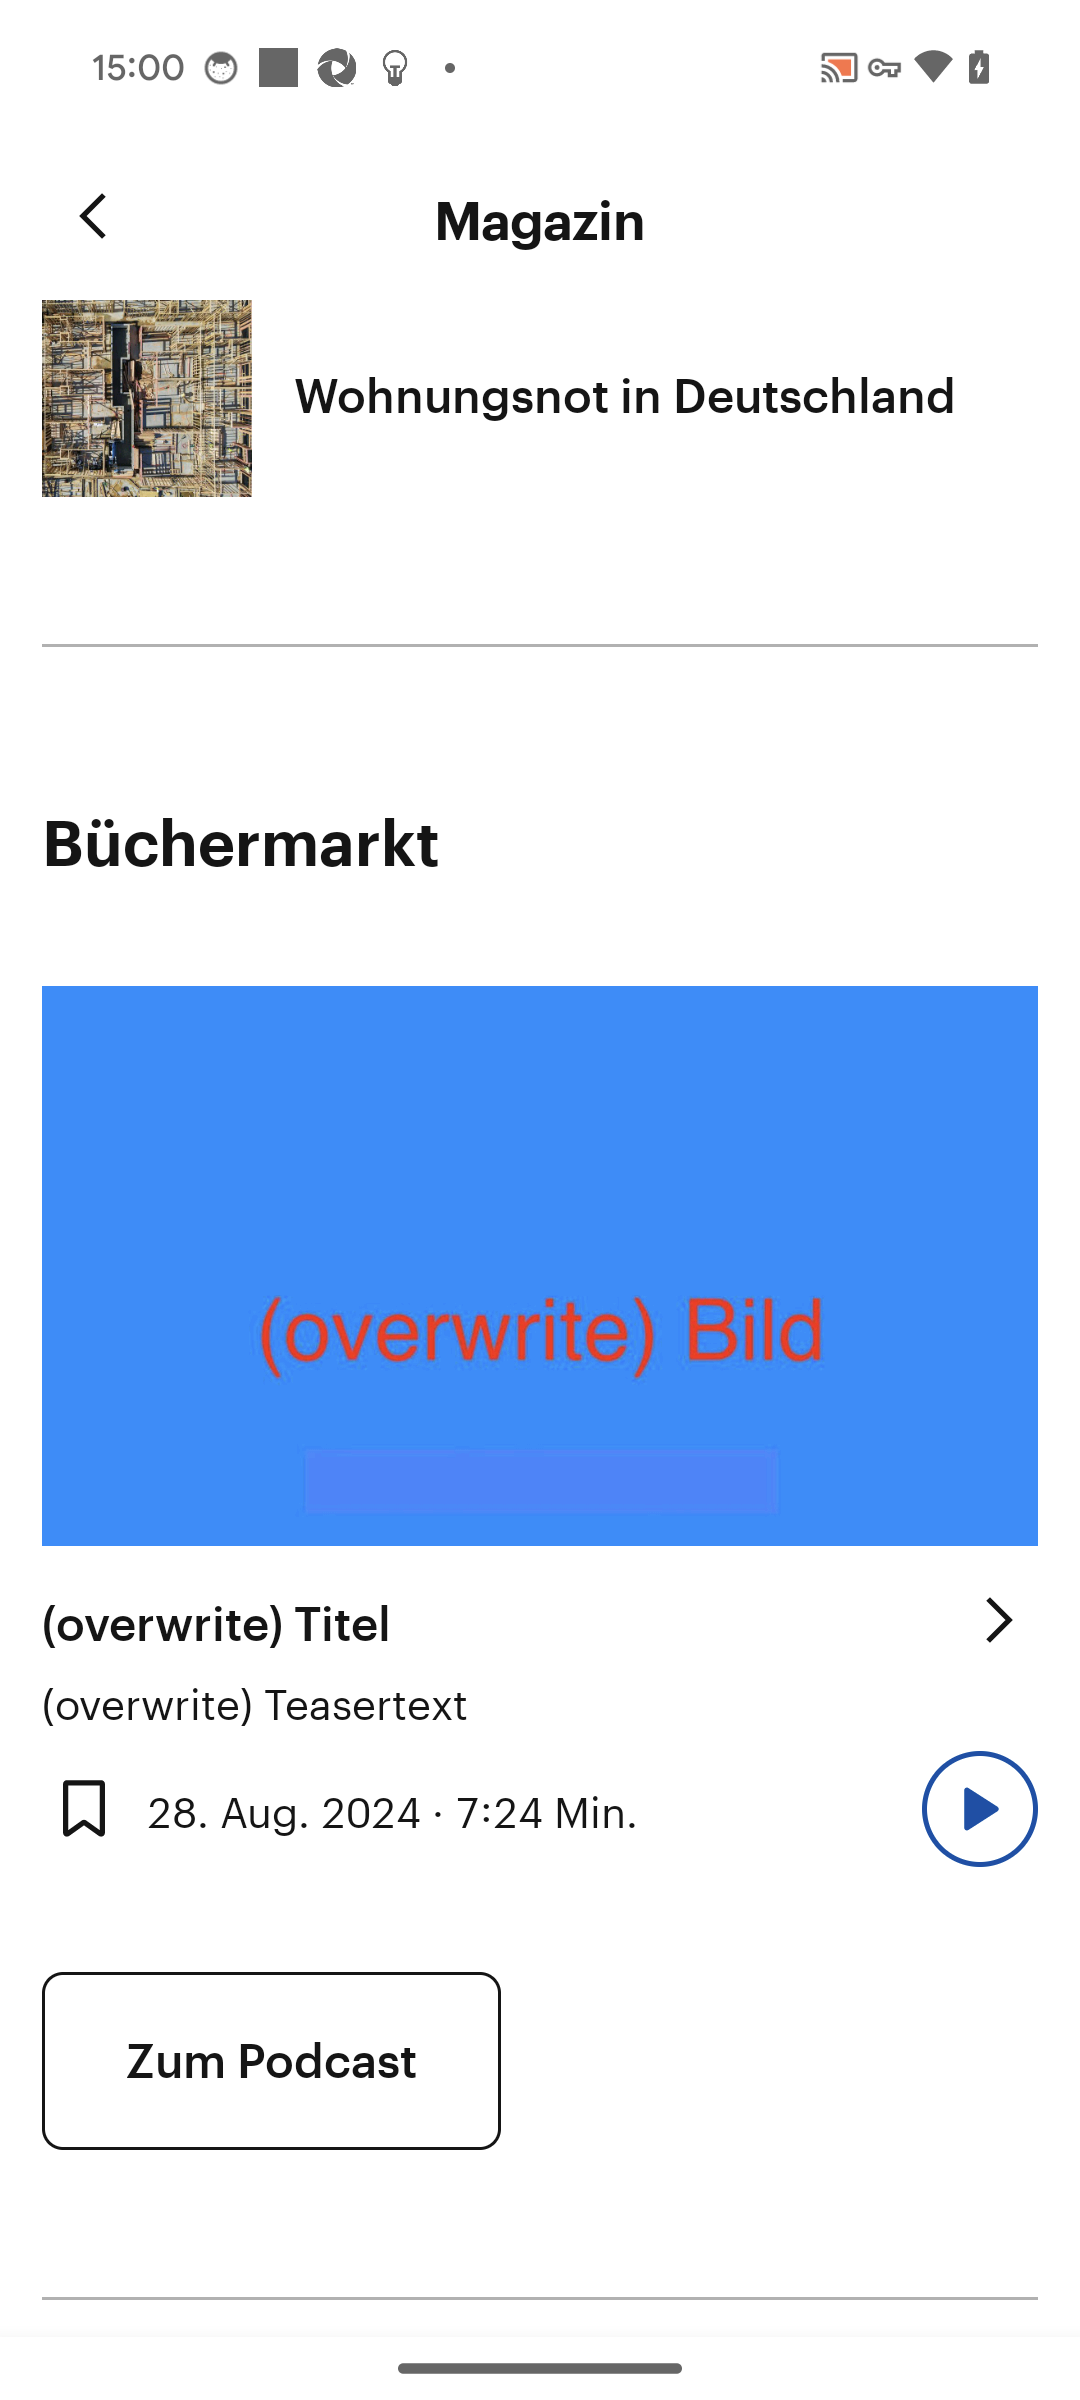 15:00
Magazin
Wohnungsnot in Deutschland
Büchermarkt
(overwrite) Bild
(overwrite) Titel
(overwrite) Teasertext
28. Aug. 2024 · 7:24 Min.
Zum Podcast